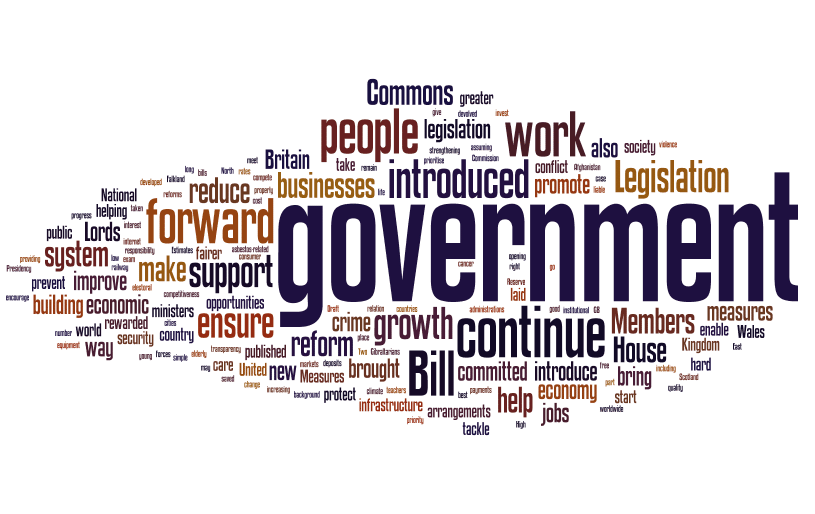 Commons
greater
give
devolved
invest
people
legislation
work
strengthening
assuming
also
society
violence
meet
Britain
take
remain
prioritise
Commission
conflict
Afghanistan
long
bills
North
rates
developed
Falkland
compete
businesses
life
introduced
promote
case
liable
Legislation
National
reforms
reduce
properly
cost
progress
helping
taken
forward
government
public
Lords
interest
internet
responsibility
Estimates
fairer
asbestos-related
consumer
system
low
exam
railway
providing
Presidency
make
support
cancer
opening
right
go
prevent
improve
electoral
competitiveness
Reserve
laid
encourage
building
economic
ministers
opportunities
rewarded
cities
ensure
Draft
relation
countries
administrations
good
institutional
G8
Members
measures
number
world
security
country
crime
growth
continue
enable
Wales
equipment
way
young
forces
simple
elderly
transparency
published
reform
place
Two
Gibraltarians
House
Kingdom
East
may
care
United
new
markets
deposits
Measures
brought
Bill
committed
introduce
free
bring
including
hard
Scotland
saved
change
increasing
background
protect
climate
teachers
best
payments
help
economy
part
start
quality
infrastructure
arrangements
jobs
worldwide
priority
tackle
High